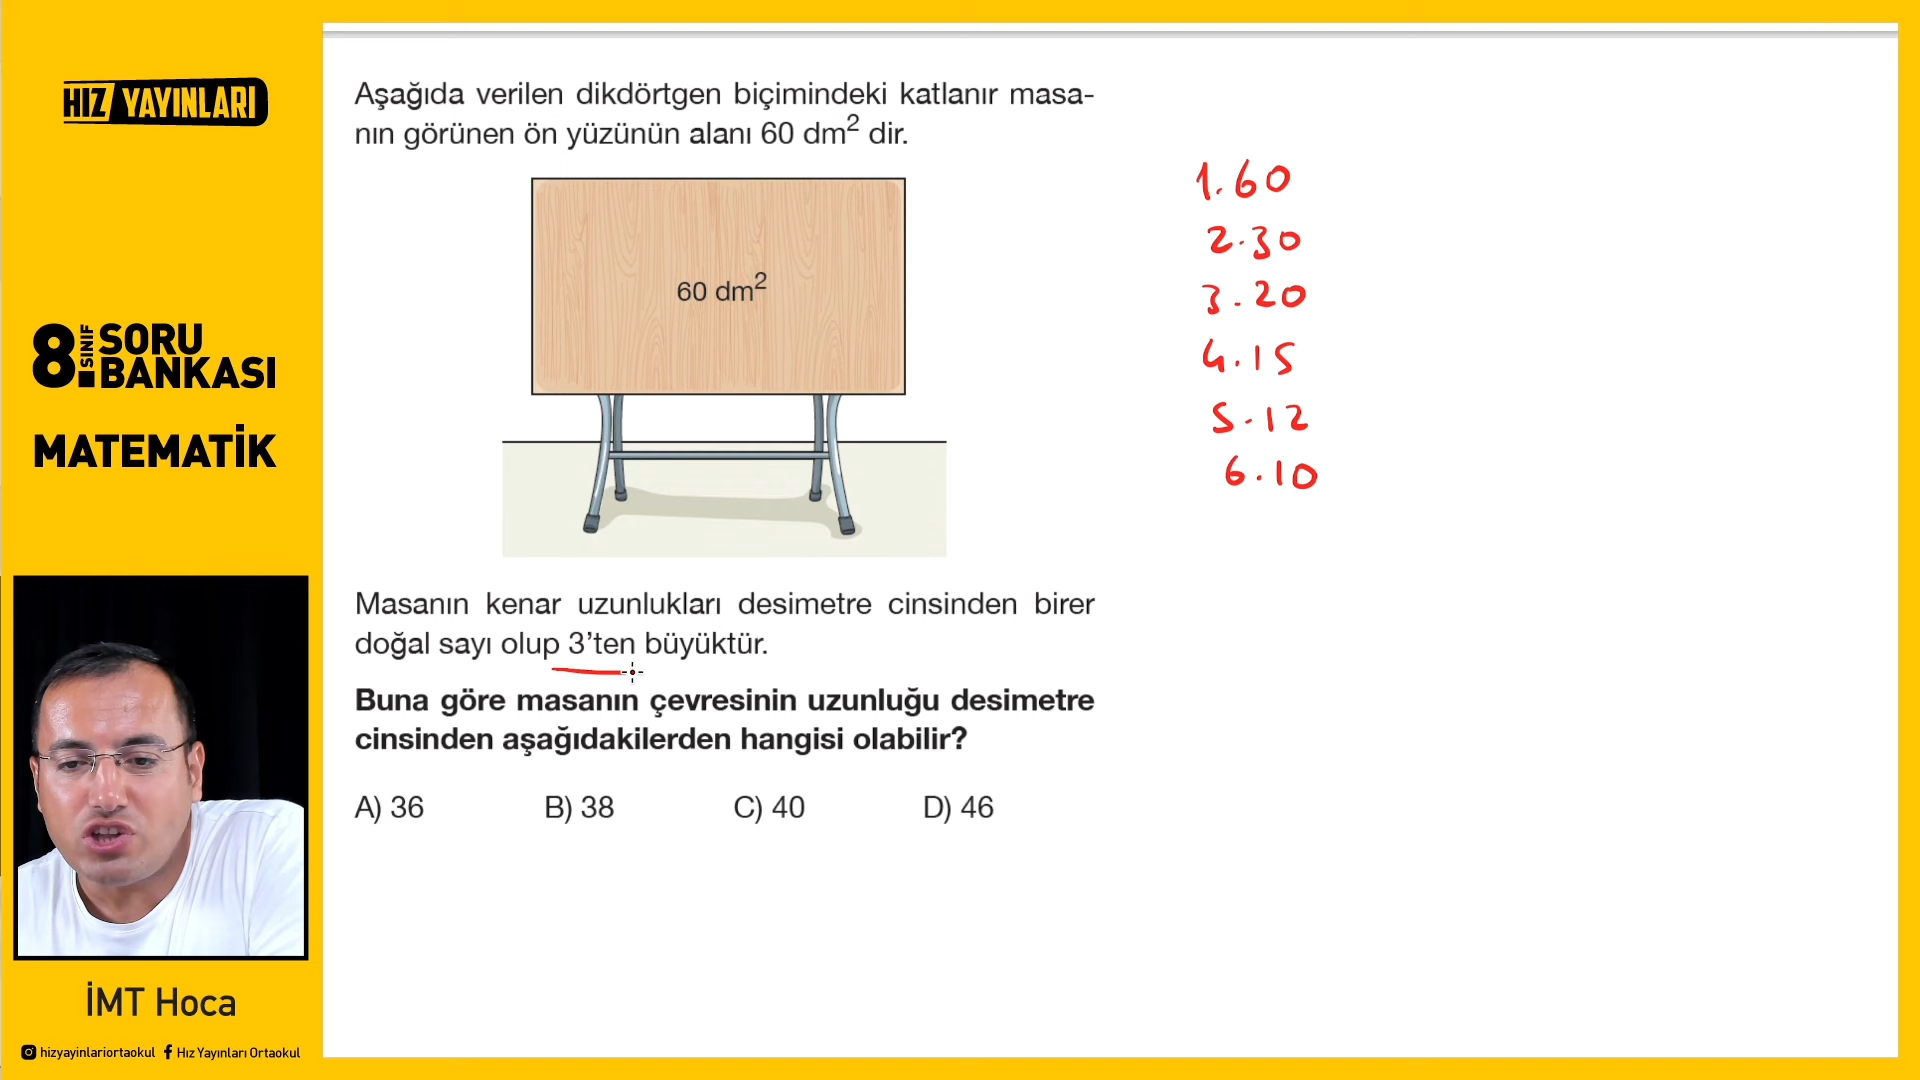 HIZ YAYINLARI
8. SINIF SORU BANKASI
MATEMATİK
İMT Hoca
hizyayinlariortaokul Hız Yayınları Ortaokul
Aşağıda verilen dikdörtgen biçimindeki katlanır masa-
nın görünen ön yüzünün alanı 60 dm² dir.
60 dm²
Masanın kenar uzunlukları desimetre cinsinden birer
doğal sayı olup 3’ten büyüktür.
Buna göre masanın çevresinin uzunluğu desimetre
cinsinden aşağıdakilerden hangisi olabilir?
A) 36 B) 38 C) 40 D) 46
1.60
2.30
3.20
4.15
5.12
6.10